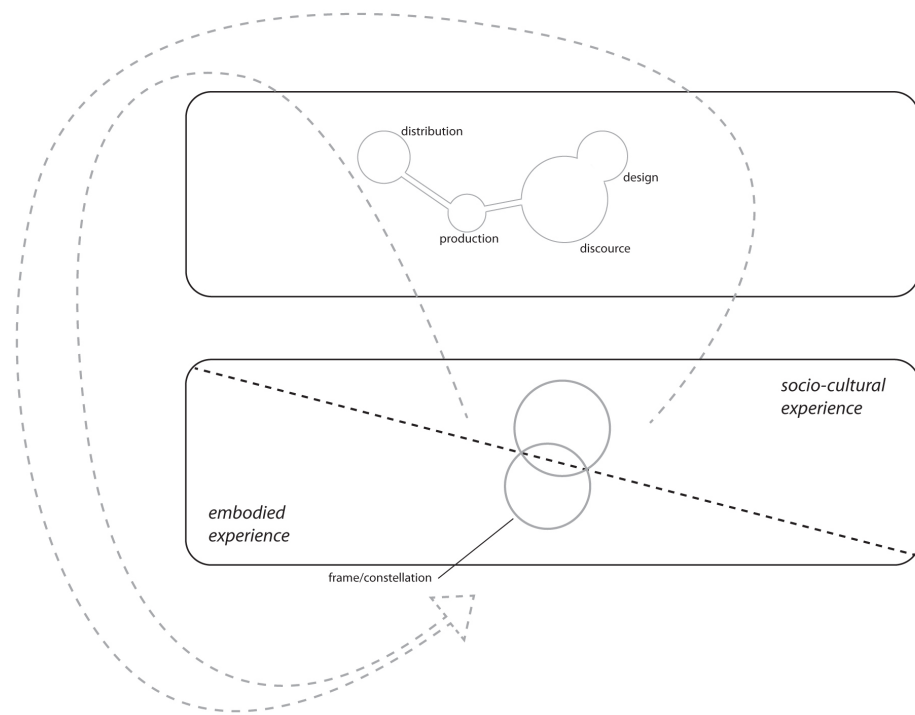 distribution
design
production
discource
socio-cultural
experience
embodied
experience
frame/constellation